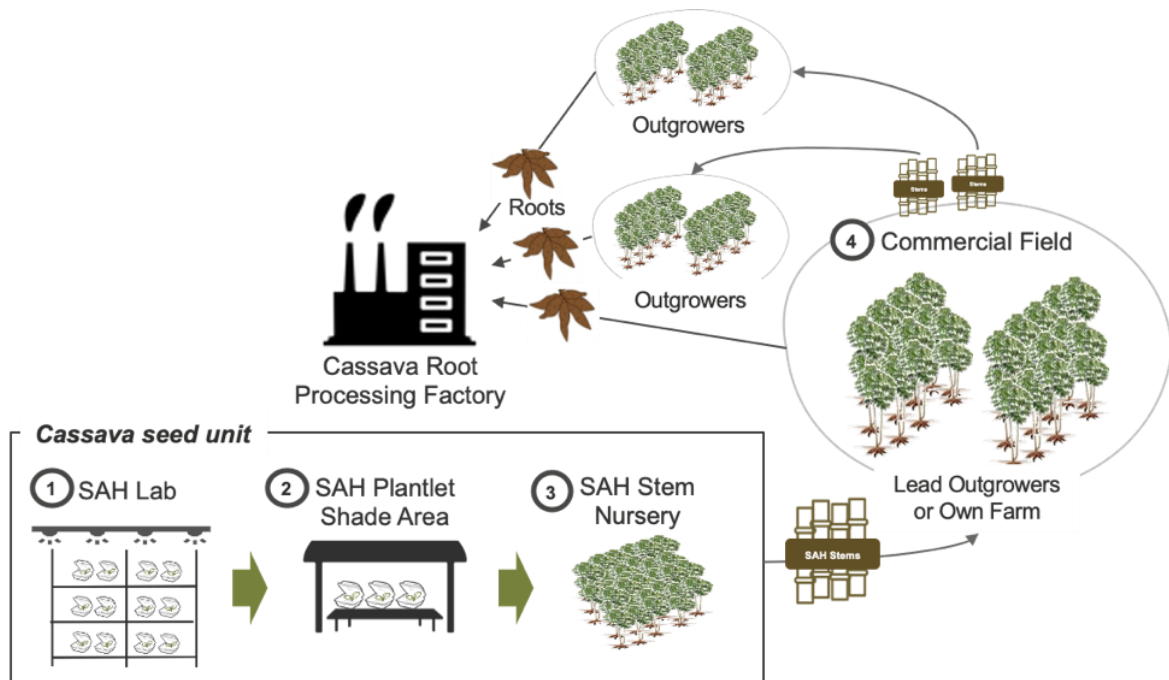 Outgrowers
Roots
Outgrowers
Stems
Stems
4 Commercial Field
Lead Outgrowers
or Own Farm
Cassava Root
Processing Factory
Cassava seed unit
1 SAH Lab
2 SAH Plantlet
Shade Area
3 SAH Stem
Nursery
SAH Stems